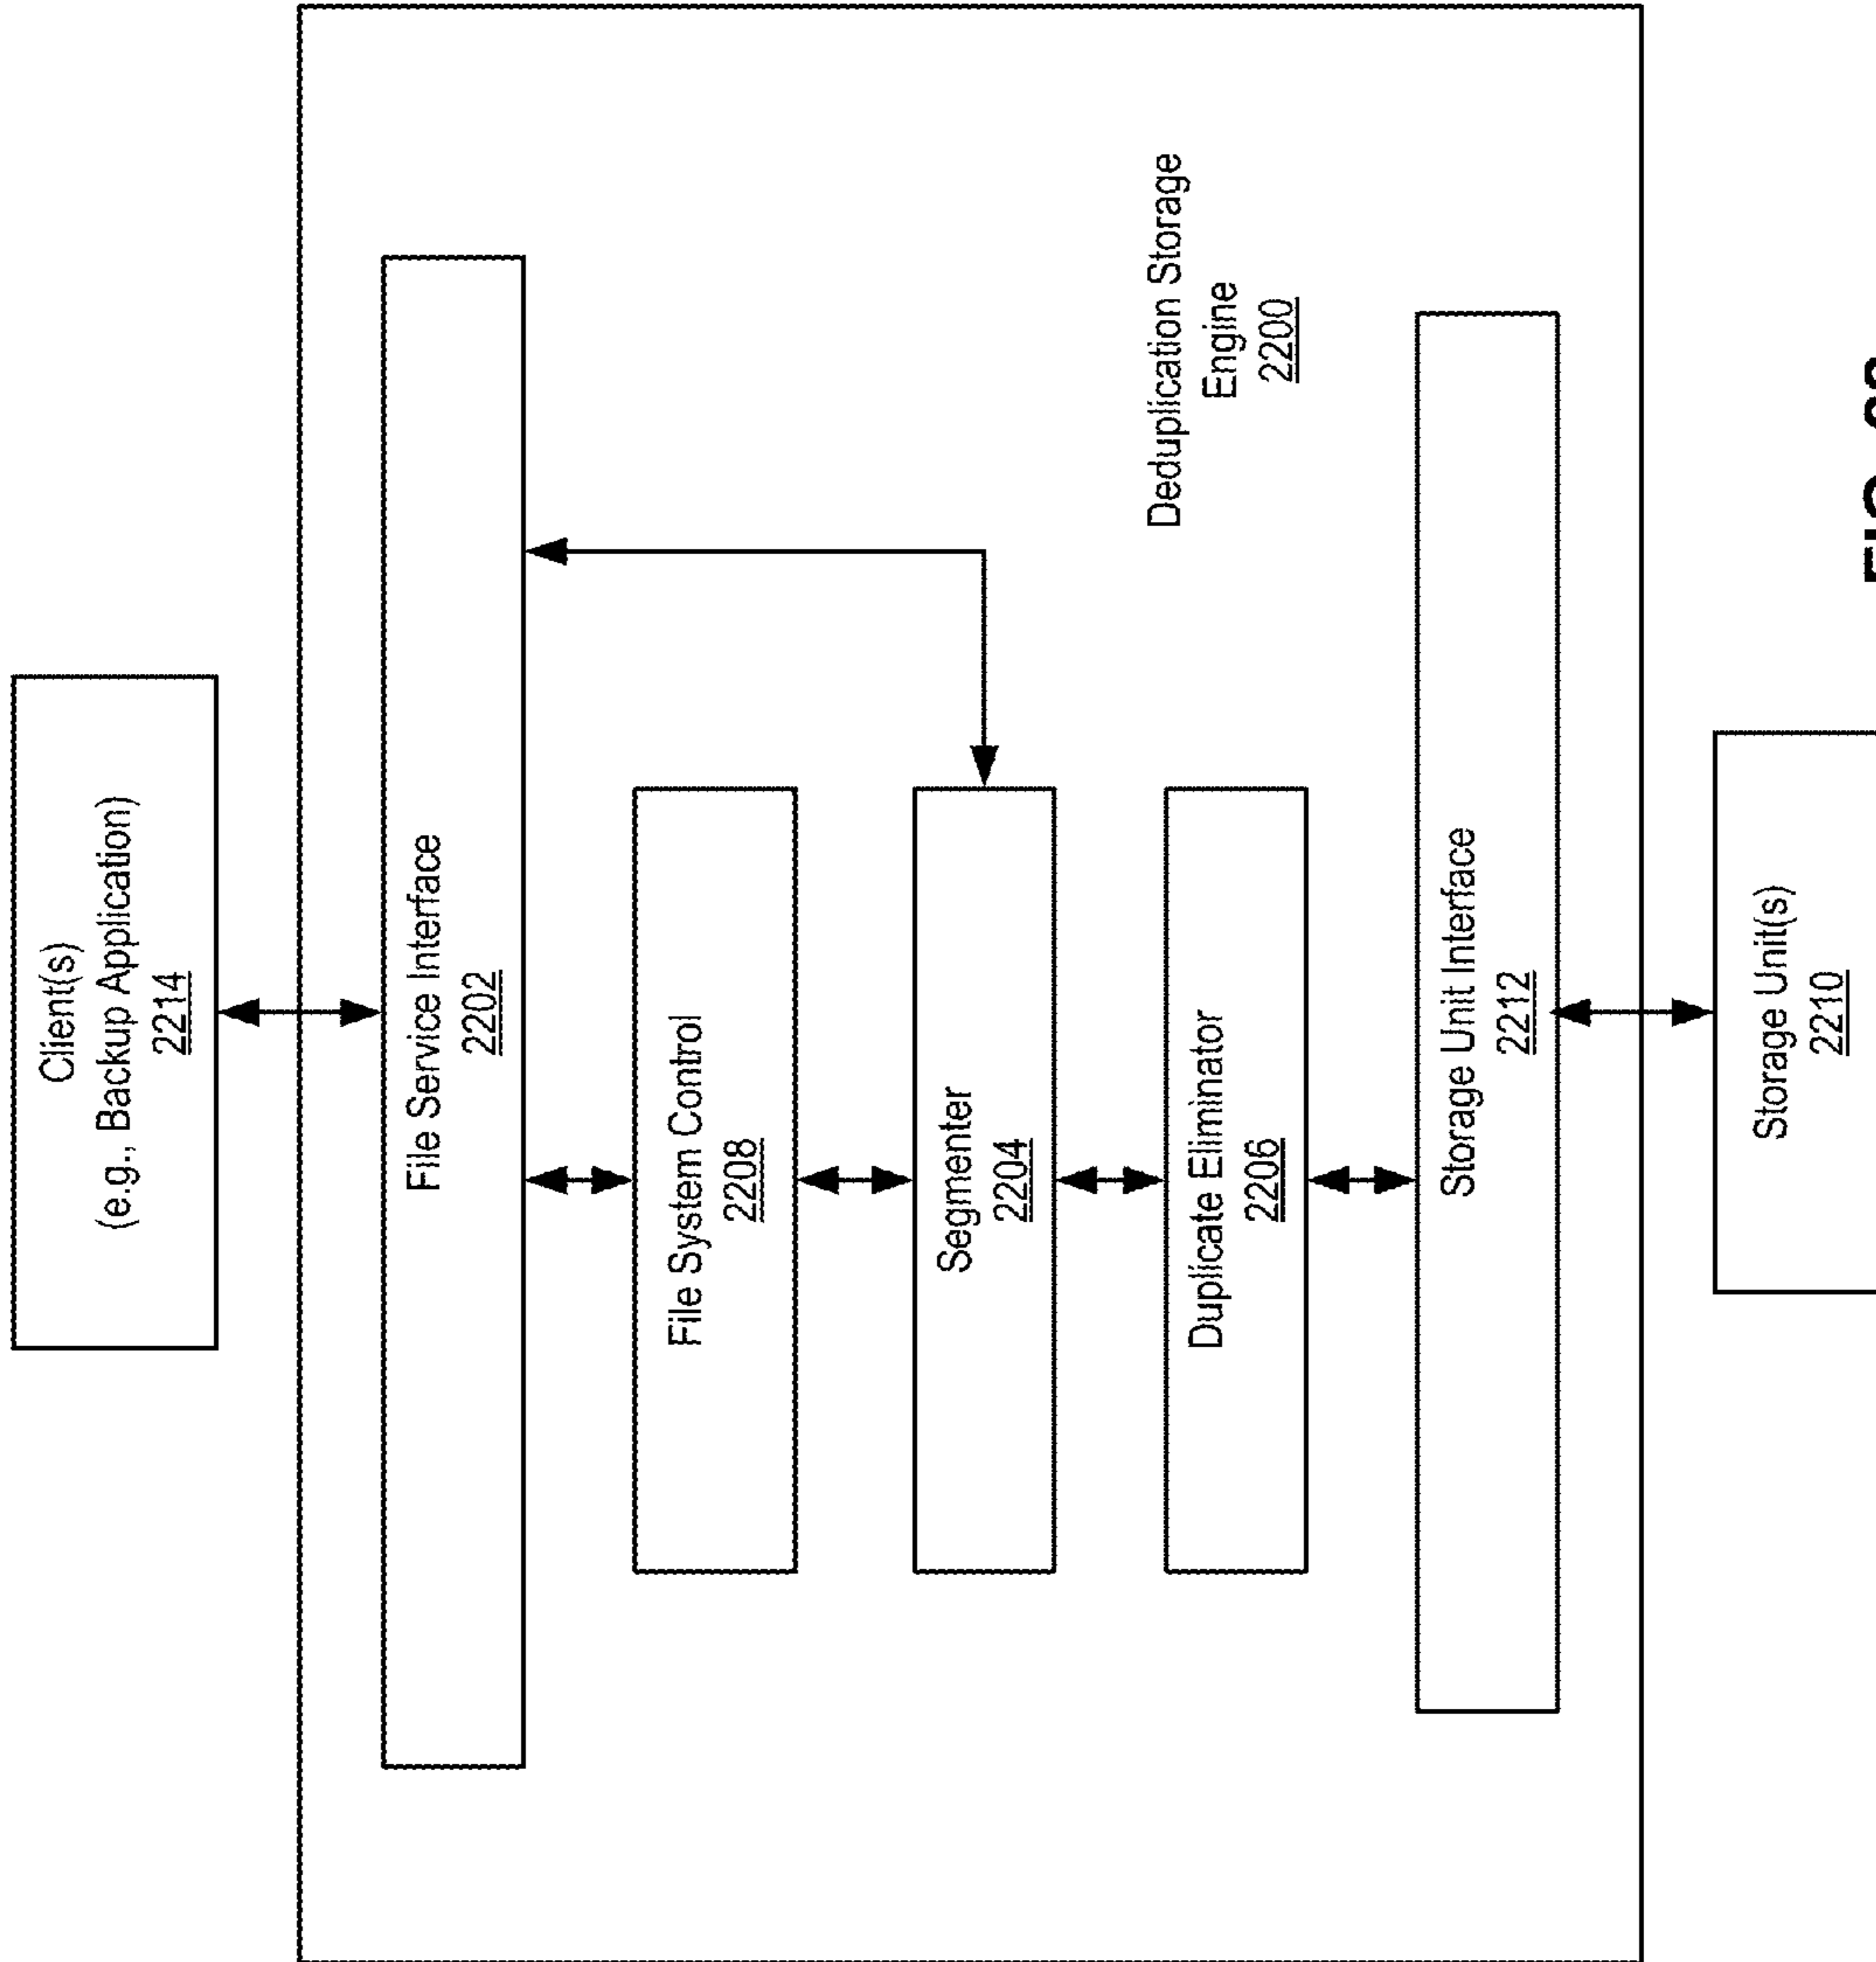 Client(s)
(e.g., Backup Application)
2214
File Service Interface
2202
File System Control
2208
Segmenter
2204
Duplicate Eliminator
2206
Deduplication Storage
Engine
2200
Storage Unit Interface
2212
Storage Unit(s)
2210